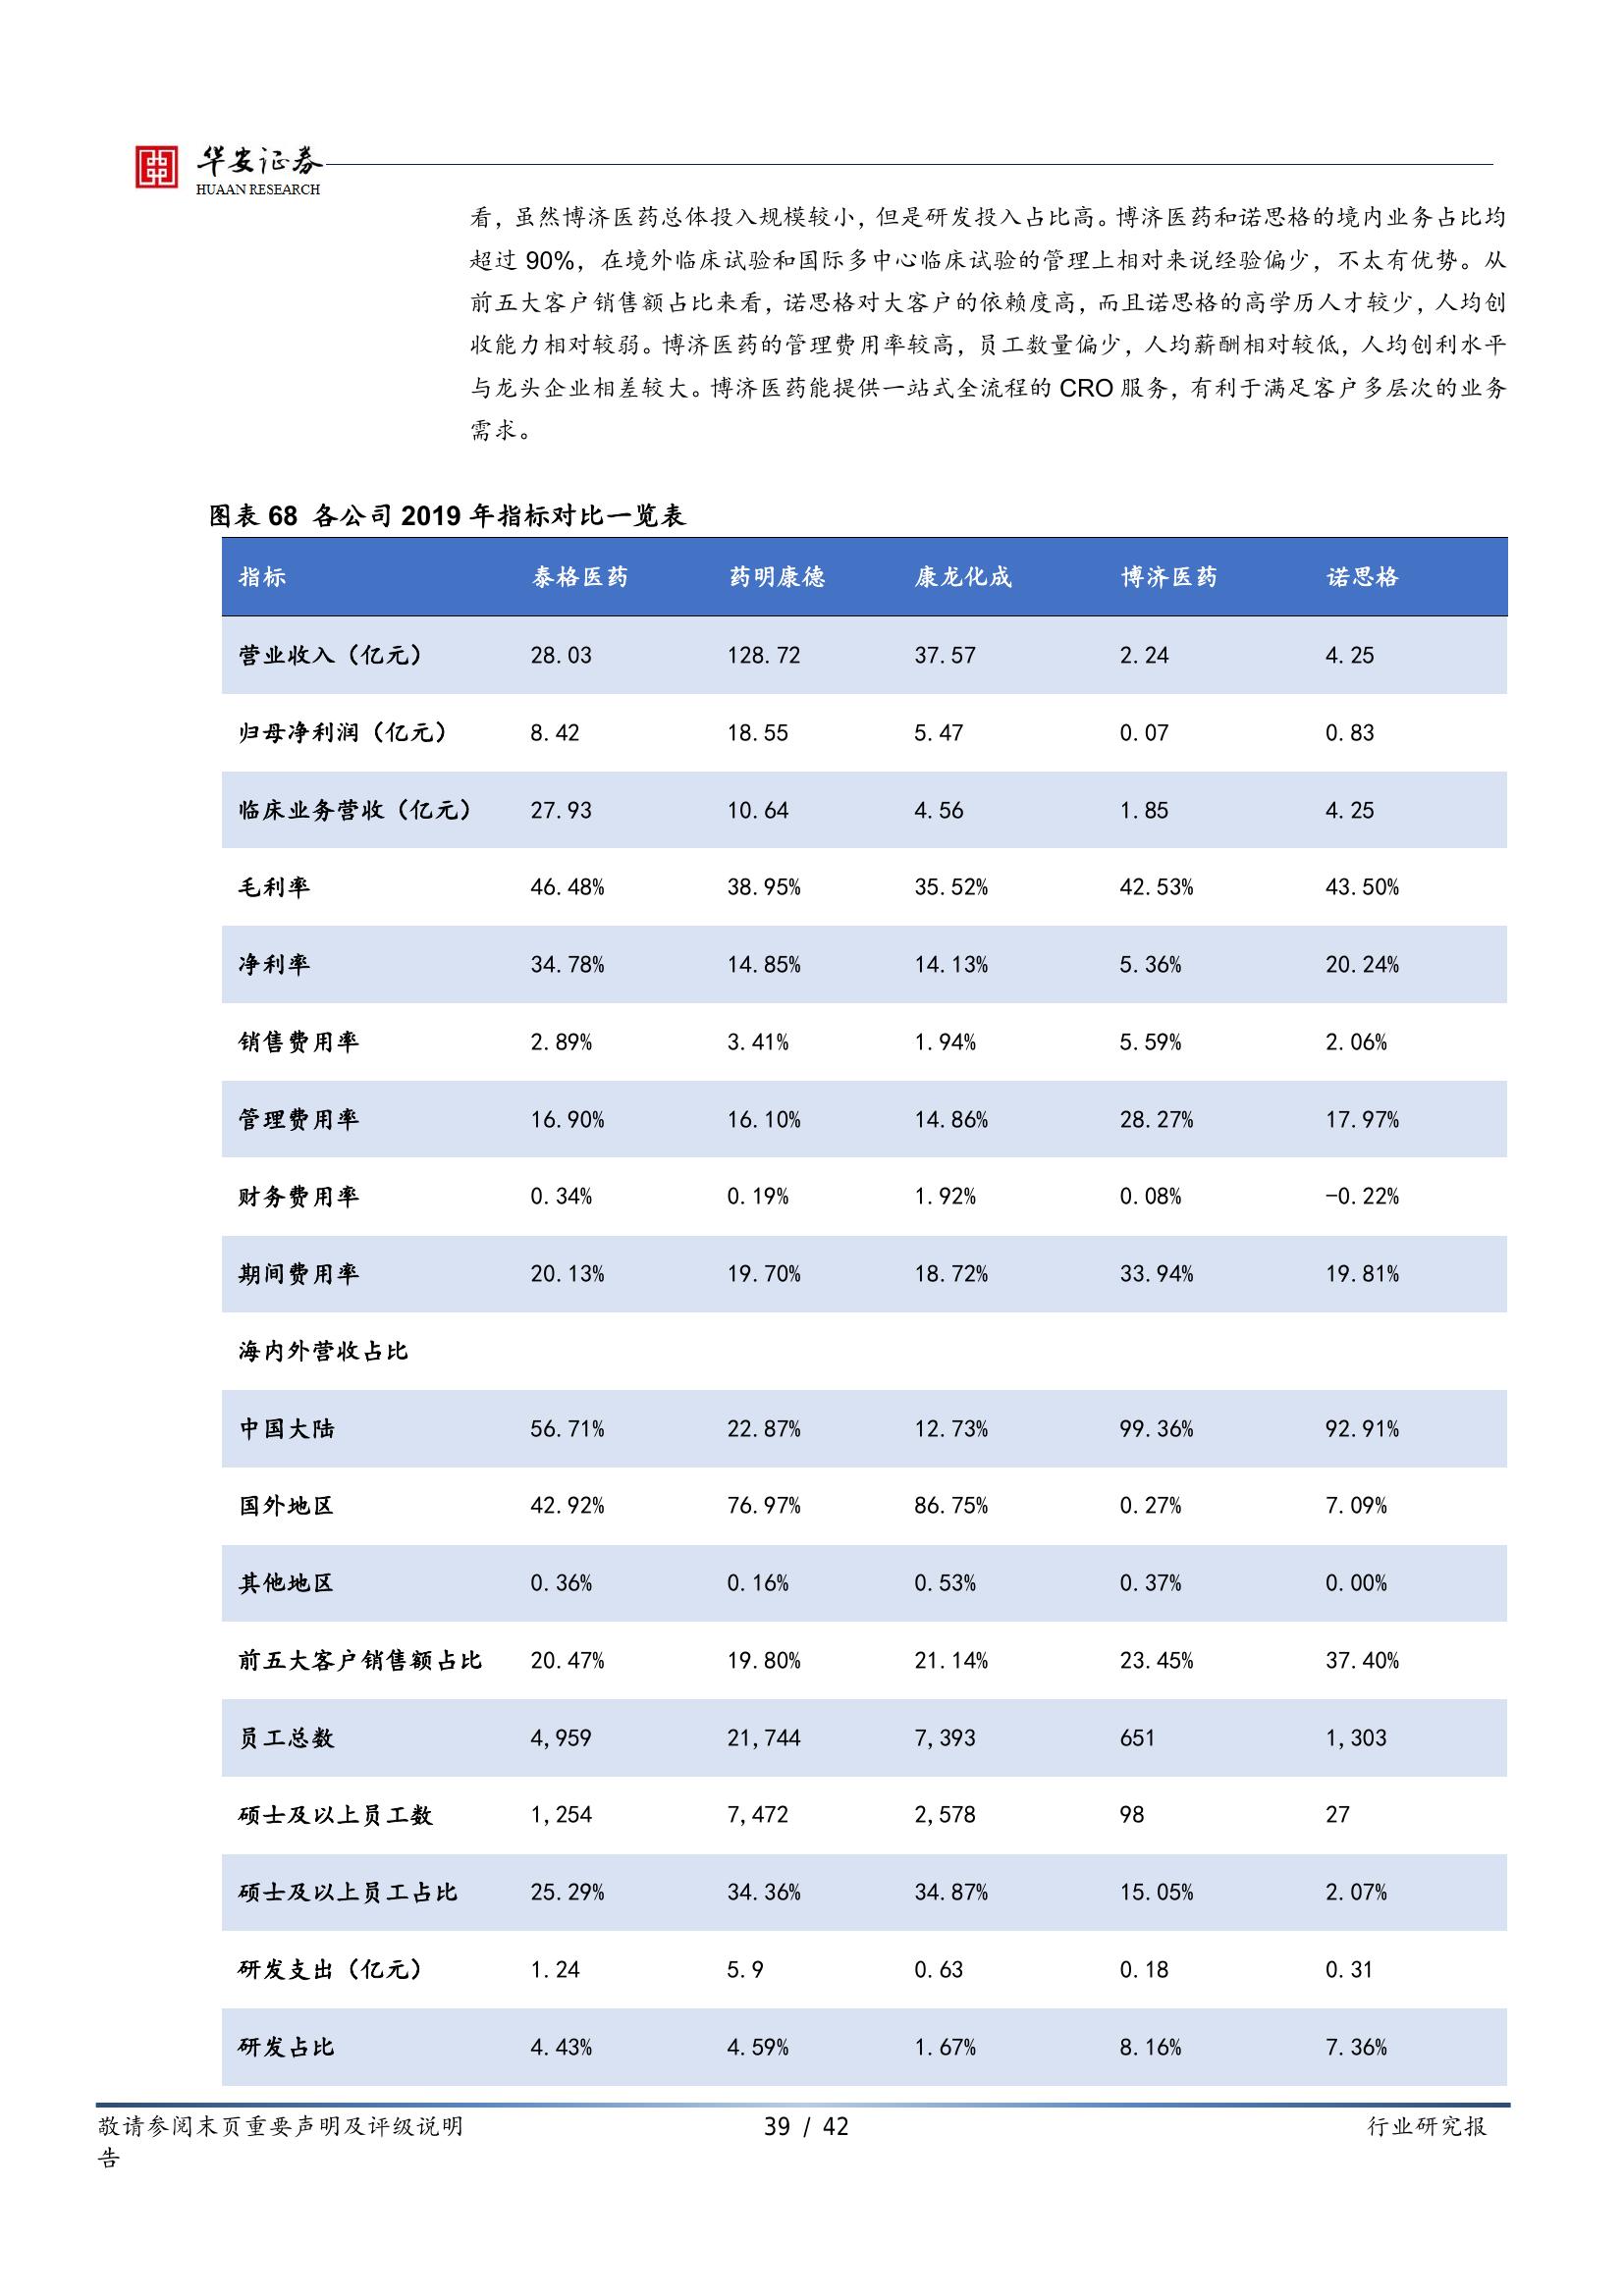 华安证券
HUAAN RESEARCH
看，虽然博济医药总体投入规模较小，但是研发投入占比高。博济医药和诺思格的境内业务占比均
超过 90%，在境外临床试验和国际多中心临床试验的管理上相对来说经验偏少，不太有优势。从
前五大客户销售额占比来看，诺思格对大客户的依赖度高，而且诺思格的高学历人才较少，人均创
收能力相对较弱。博济医药的管理费用率较高，员工数量偏少，人均薪酬相对较低，人均创利水平
与龙头企业相差较大。博济医药能提供一站式全流程的 CRO 服务，有利于满足客户多层次的业务
需求。
图表 68 各公司 2019 年指标对比一览表
指标 泰格医药 药明康德 康龙化成 博济医药 诺思格
营业收入（亿元） 28.03 128.72 37.57 2.24 4.25
归母净利润（亿元） 8.42 18.55 5.47 0.07 0.83
临床业务营收（亿元） 27.93 10.64 4.56 1.85 4.25
毛利率 46.48% 38.95% 35.52% 42.53% 43.50%
净利率 34.78% 14.85% 14.13% 5.36% 20.24%
销售费用率 2.89% 3.41% 1.94% 5.59% 2.06%
管理费用率 16.90% 16.10% 14.86% 28.27% 17.97%
财务费用率 0.34% 0.19% 1.92% 0.08% -0.22%
期间费用率 20.13% 19.70% 18.72% 33.94% 19.81%
海内外营收占比
中国大陆 56.71% 22.87% 12.73% 99.36% 92.91%
国外地区 42.92% 76.97% 86.75% 0.27% 7.09%
其他地区 0.36% 0.16% 0.53% 0.37% 0.00%
前五大客户销售额占比 20.47% 19.80% 21.14% 23.45% 37.40%
员工总数 4,959 21,744 7,393 651 1,303
硕士及以上员工数 1,254 7,472 2,578 98 27
硕士及以上员工占比 25.29% 34.36% 34.87% 15.05% 2.07%
研发支出（亿元） 1.24 5.9 0.63 0.18 0.31
研发占比 4.43% 4.59% 1.67% 8.16% 7.36%
敬请参阅末页重要声明及评级说明 39 / 42 行业研究报
告